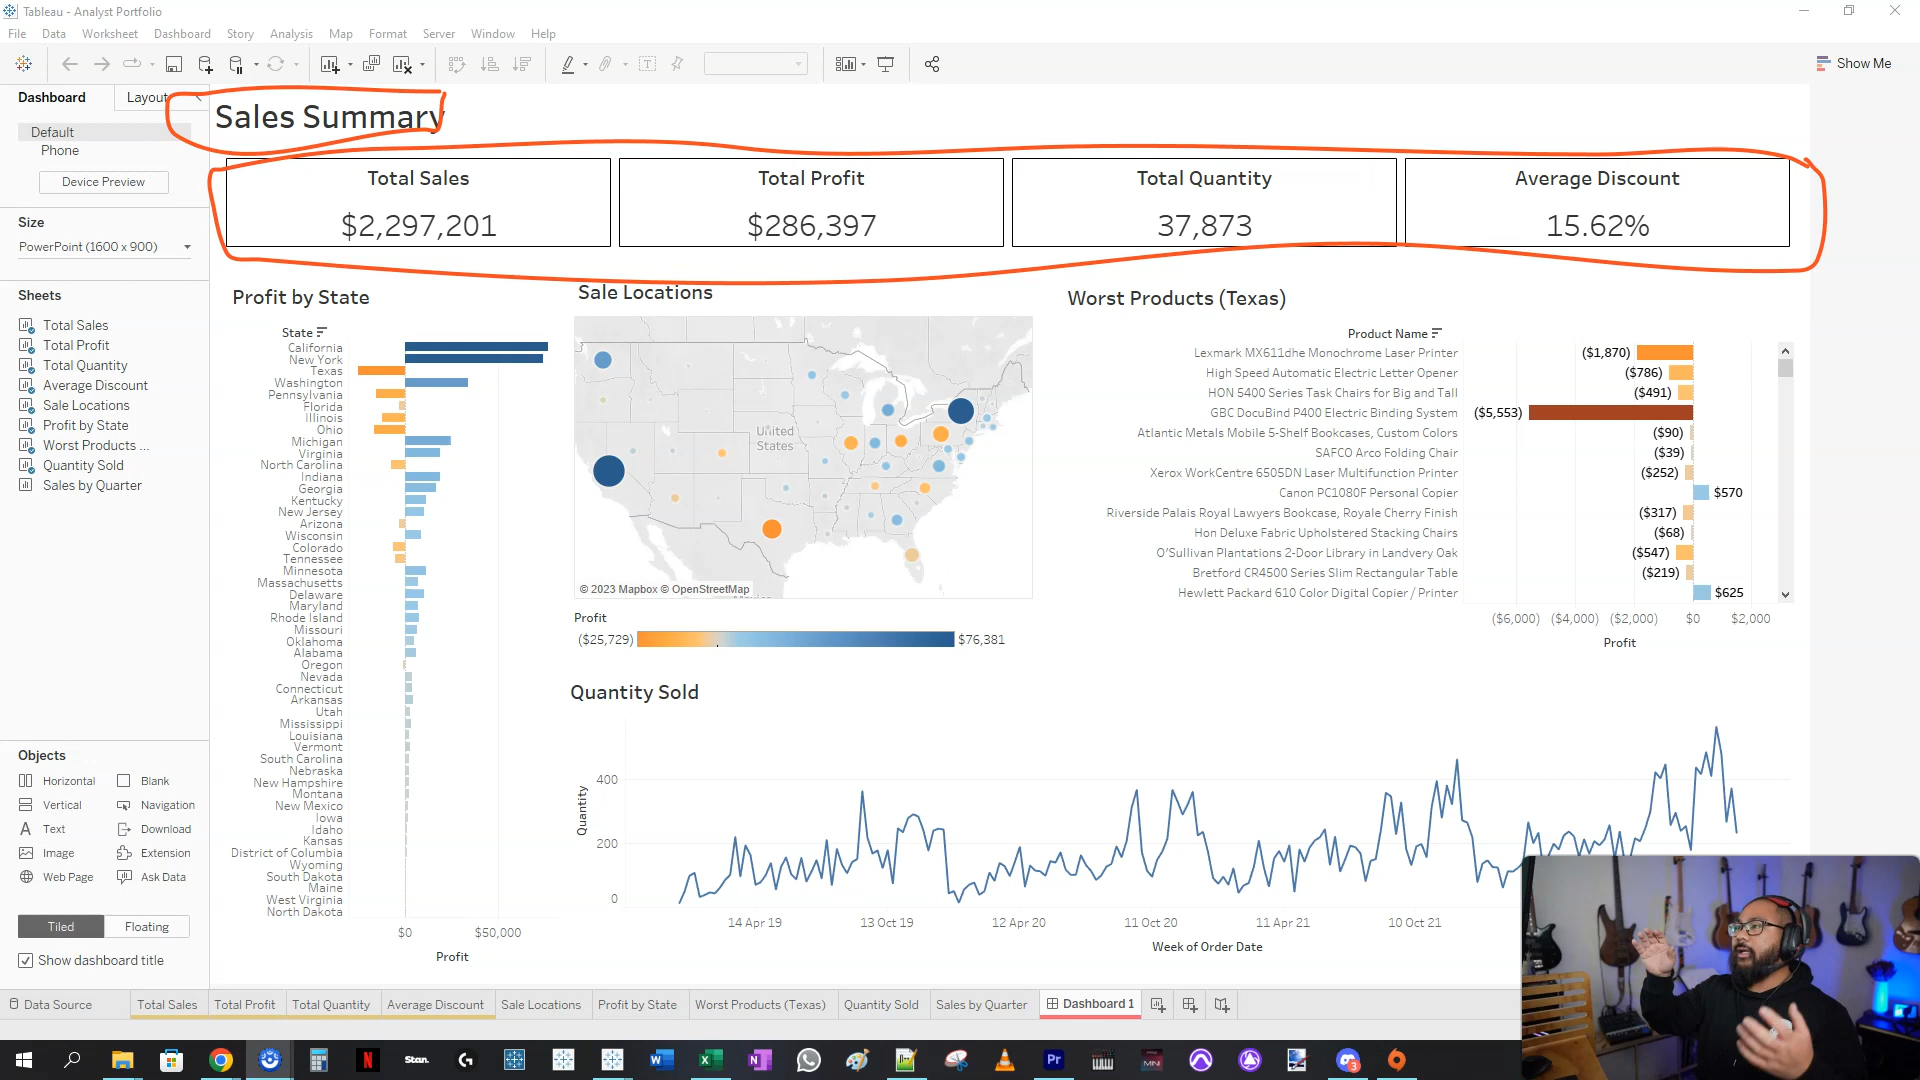 Tableau - Analyst Portfolio
File Data Worksheet Dashboard Story Analysis Map Format Server Window Help
Show Me
Dashboard Layout
Default
Phone
Device Preview
Size
PowerPoint (1600 x 900)
Sheets
Total Sales
Total Profit
Total Quantity
Average Discount
Sale Locations
Profit by State
Worst Products ...
Quantity Sold
Sales by Quarter
Objects
Horizontal Blank
Vertical Navigation
Text Download
Image Extension
Web Page Ask Data
Tiled Floating
Show dashboard title
Sales Summary
Total Sales
$2,297,201
Total Profit
$286,397
Total Quantity
37,873
Average Discount
15.62%
Profit by State
State
California
New York
Texas
Washington
Pennsylvania
Florida
Illinois
Ohio
Michigan
Virginia
North Carolina
Indiana
Georgia
Kentucky
New Jersey
Arizona
Wisconsin
Colorado
Tennessee
Minnesota
Massachusetts
Delaware
Maryland
Rhode Island
Missouri
Oklahoma
Alabama
Oregon
Nevada
Connecticut
Arkansas
Utah
Mississippi
Louisiana
Vermont
South Carolina
Nebraska
New Hampshire
Montana
New Mexico
Iowa
Idaho
Kansas
District of Columbia
Wyoming
South Dakota
Maine
West Virginia
North Dakota
$0 $50,000
Profit
Sale Locations
United
States
© 2023 Mapbox © OpenStreetMap
Profit
($25,729) $76,381
Worst Products (Texas)
Product Name
Lexmark MX611dhe Monochrome Laser Printer ($1,870)
High Speed Automatic Electric Letter Opener ($786)
HON 5400 Series Task Chairs for Big and Tall ($491)
GBC DocuBind P400 Electric Binding System ($5,553)
Atlantic Metals Mobile 5-Shelf Bookcases, Custom Colors ($90)
SAFCO Arco Folding Chair ($39)
Xerox WorkCentre 6505DN Laser Multifunction Printer ($252)
Canon PC1080F Personal Copier $570
Riverside Palais Royal Lawyers Bookcase, Royale Cherry Finish ($317)
Hon Deluxe Fabric Upholstered Stacking Chairs ($68)
O'Sullivan Plantations 2-Door Library in Landvery Oak ($547)
Bretford CR4500 Series Slim Rectangular Table ($219)
Hewlett Packard 610 Color Digital Copier / Printer $625
($6,000) ($4,000) ($2,000) $0 $2,000
Profit
Quantity Sold
Quantity
400
200
0
14 Apr 19 13 Oct 19 12 Apr 20 11 Oct 20 11 Apr 21 10 Oct 21
Week of Order Date
Data Source Total Sales Total Profit Total Quantity Average Discount Sale Locations Profit by State Worst Products (Texas) Quantity Sold Sales by Quarter Dashboard 1
N Stan. G W X N Pr MN 3